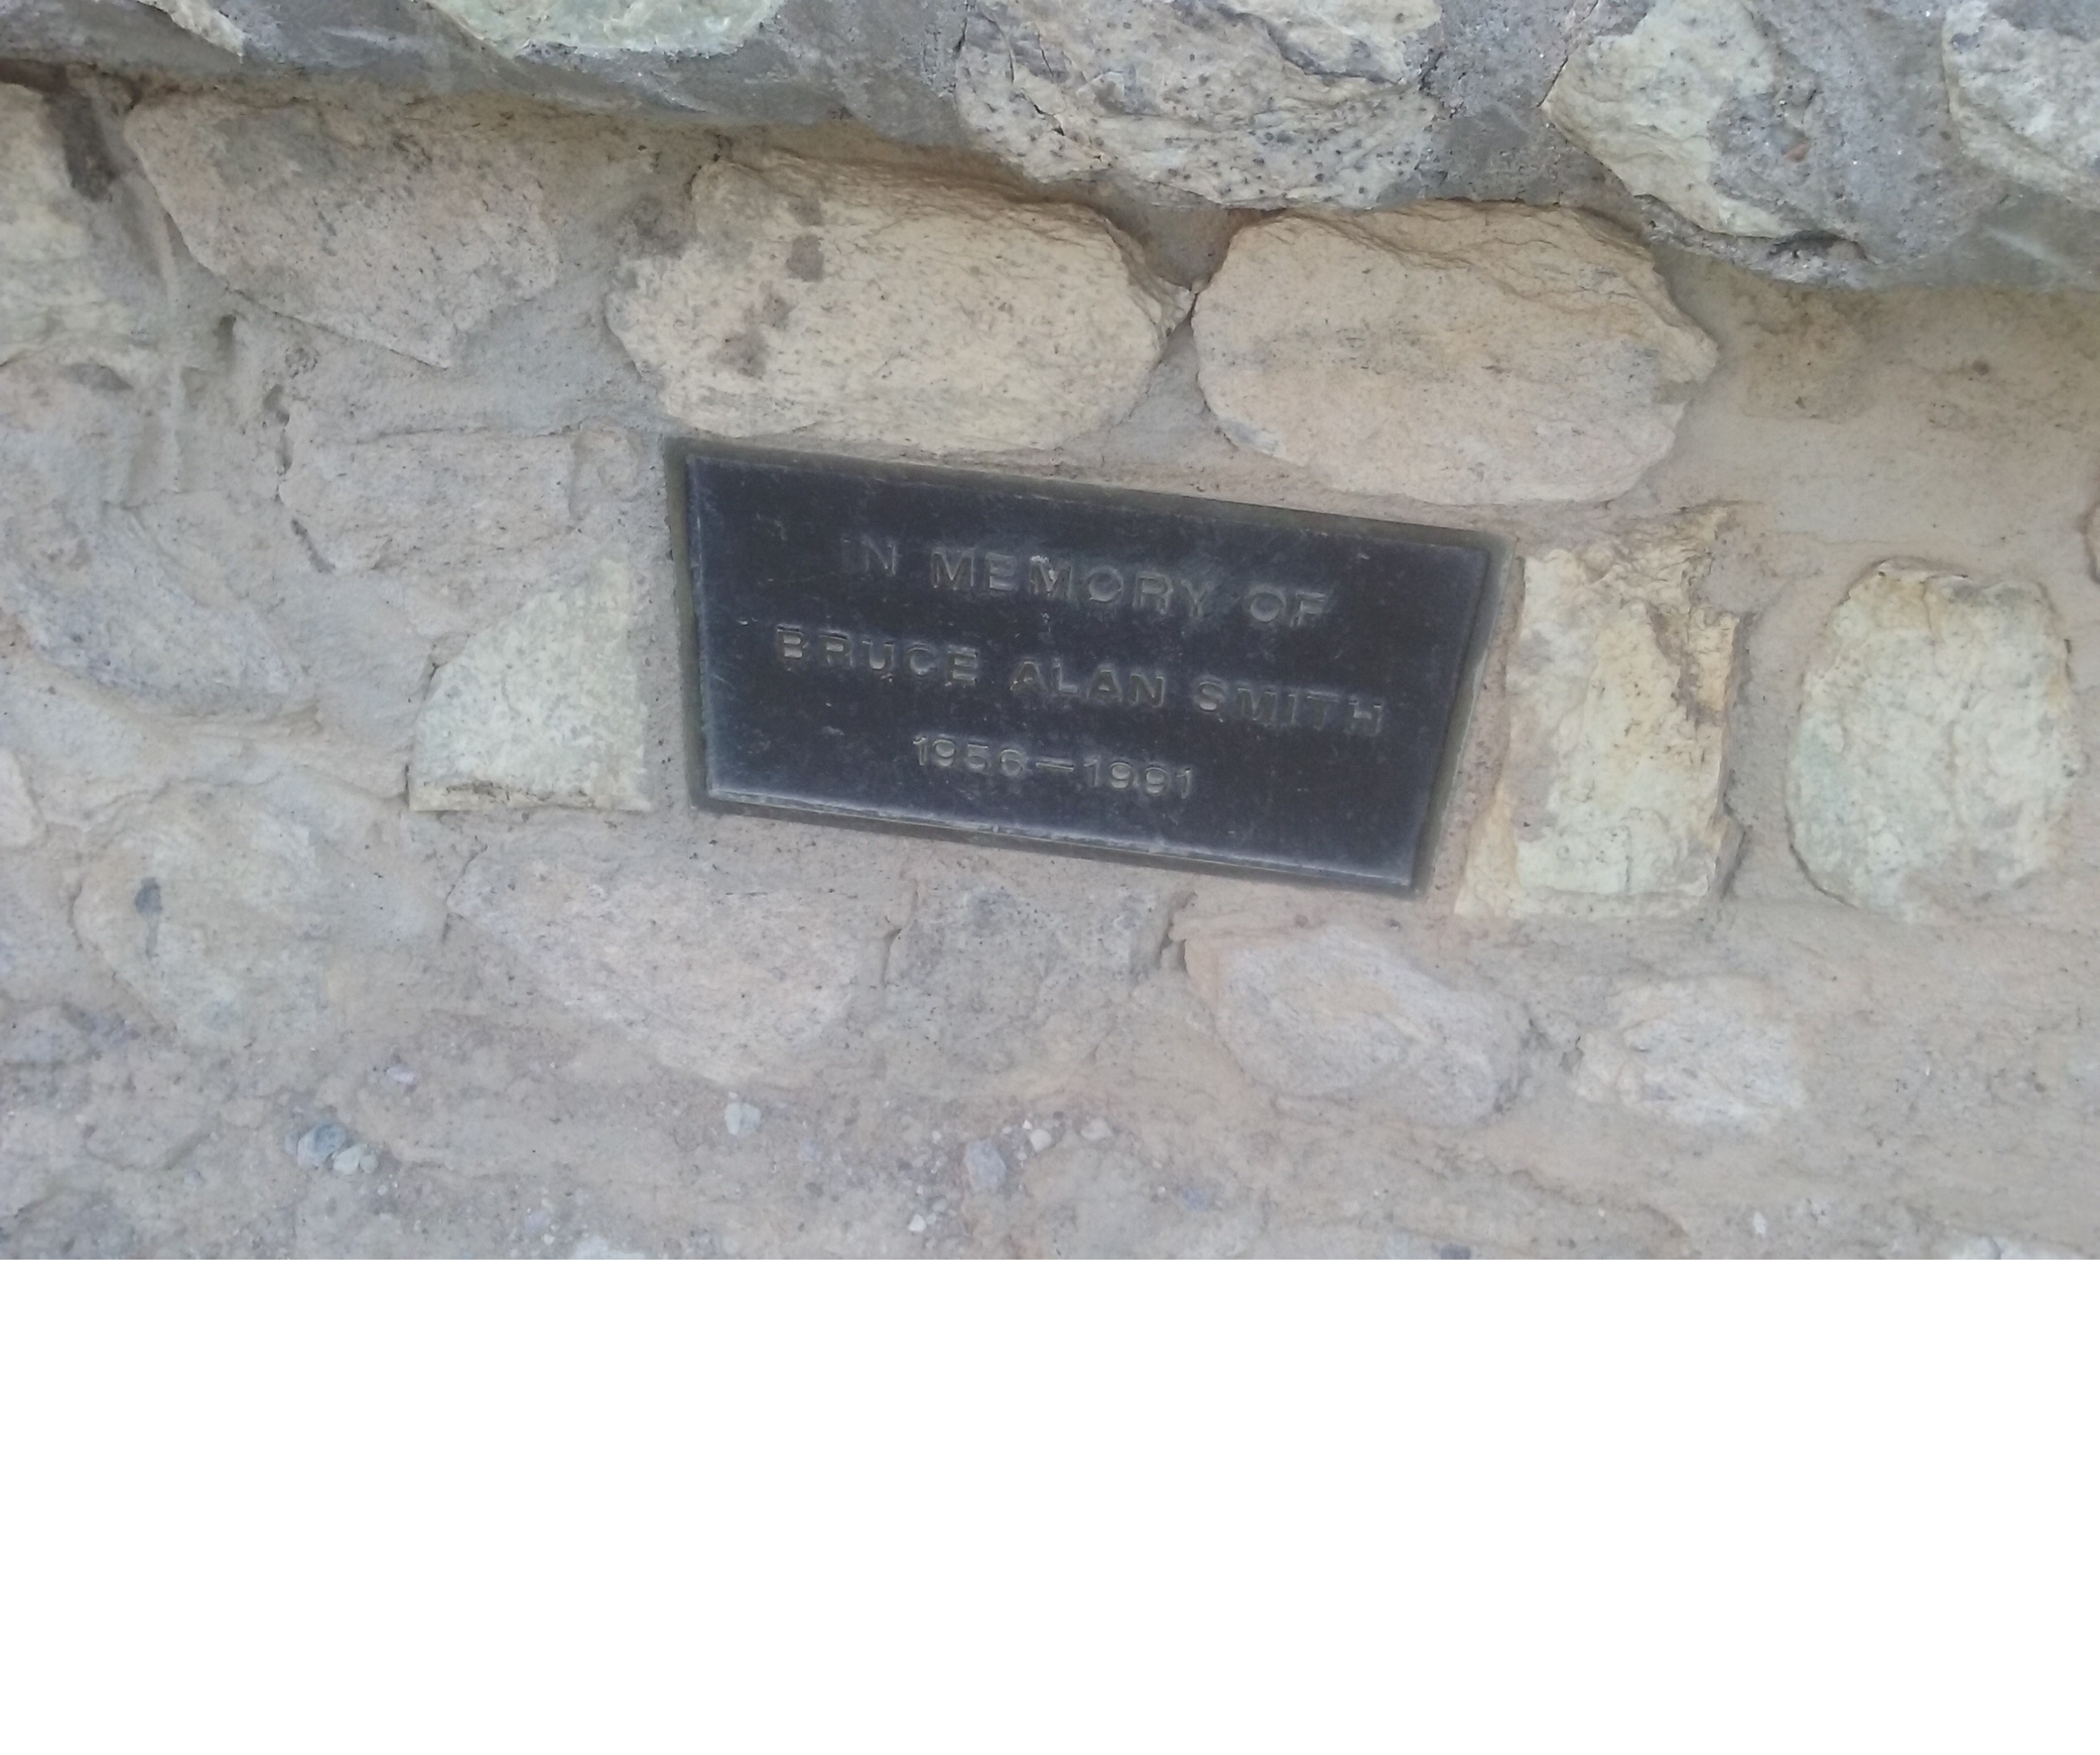 IN MEMORY OF
BRUCE ALAN SMITH
1956—1991